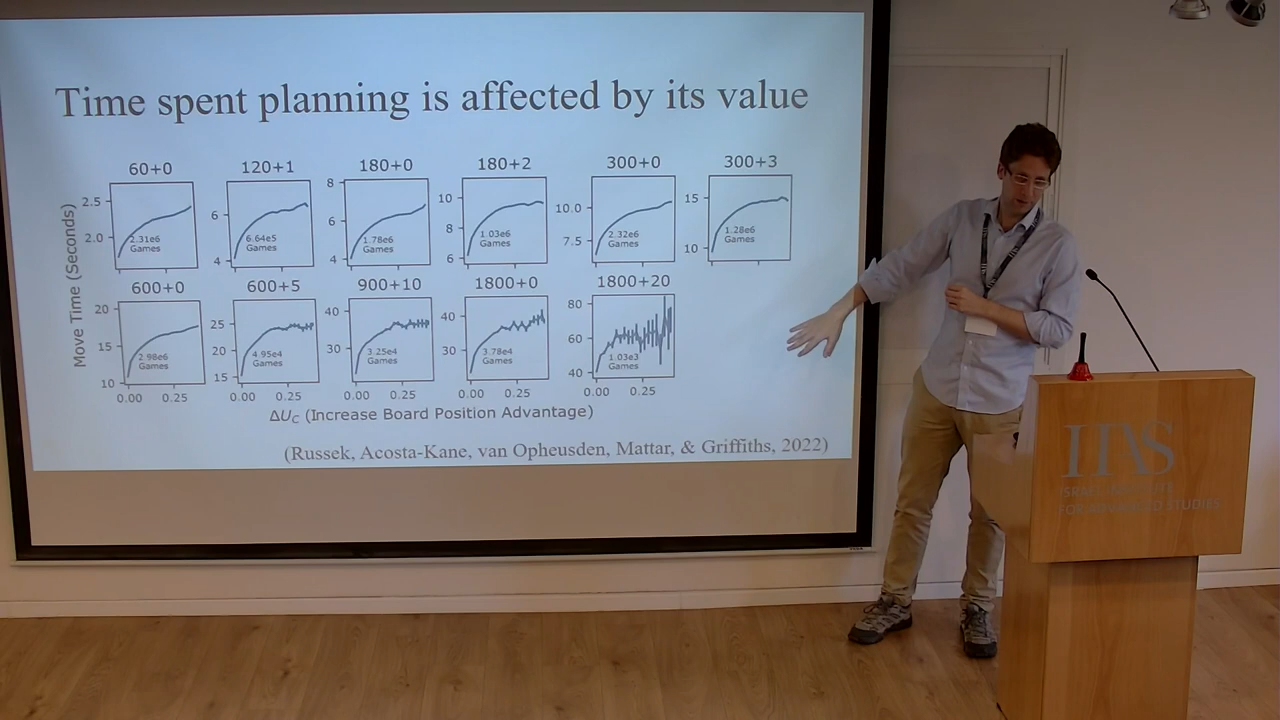 Time spent planning is affected by its value
60+0 120+1 180+0 180+2 300+0 300+3
2.5 2.0 6 4 8 6 4 10 8 6 10.0 7.5 15 10
2.31e6 Games 6.64e5 Games 1.78e6 Games 1.03e6 Games 2.32e6 Games 1.28e6 Games
Move Time (Seconds)
600+0 600+5 900+10 1800+0 1800+20
20 15 10 25 20 15 40 30 40 30 80 60 40
2.98e6 Games 4.95e4 Games 3.25e4 Games 3.78e4 Games 1.03e3 Games
0.00 0.25 0.00 0.25 0.00 0.25 0.00 0.25 0.00 0.25
ΔU_C (Increase Board Position Advantage)
(Russek, Acosta-Kane, van Opheusden, Mattar, & Griffiths, 2022)
IIAS
ISRAEL INSTITUTE
FOR ADVANCED STUDIES